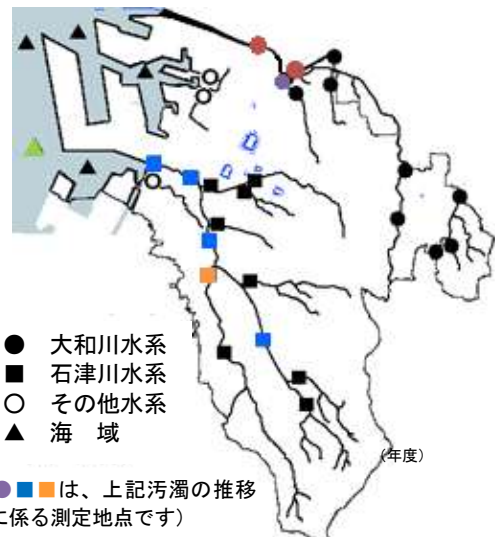 ● 大和川水系
■ 石津川水系
○ その他水系
▲ 海 域
(年度)
●■■は、上記汚濁の推移
に係る測定地点です)